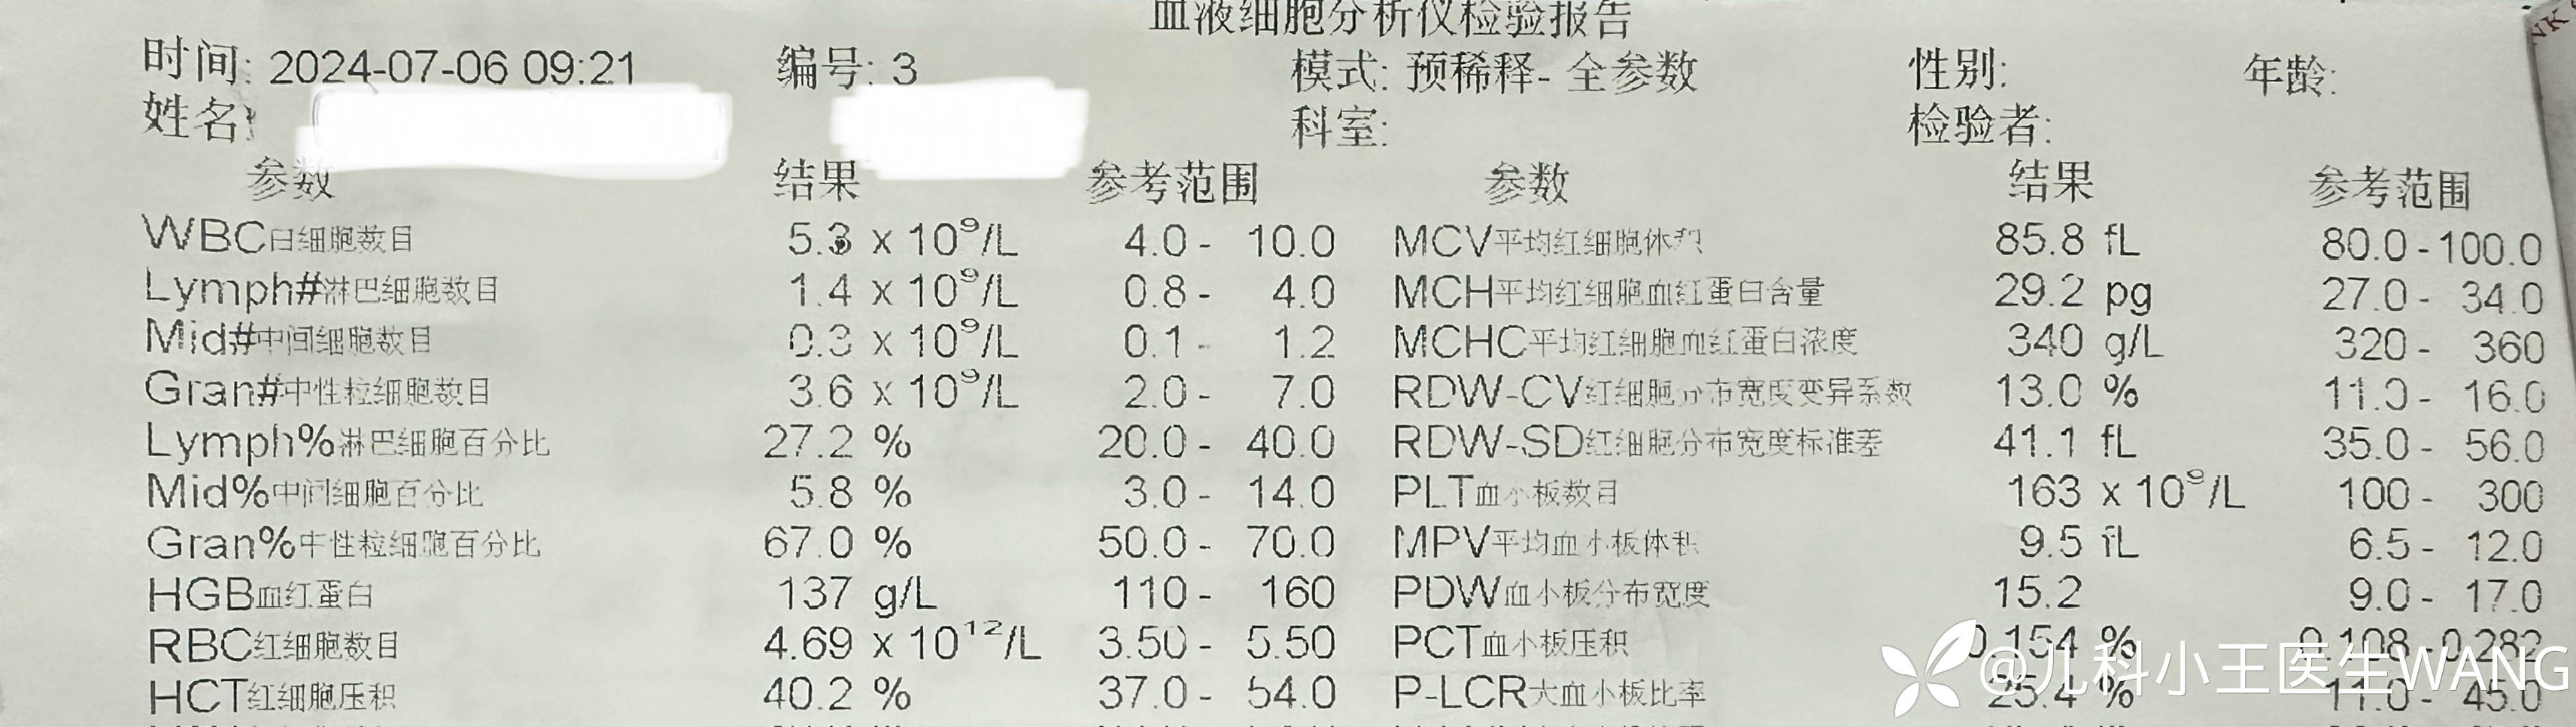 血液细胞分析仪检验报告
时间: 2024-07-06 09:21 编号: 3 模式: 预稀释- 全参数 性别: 年龄:
姓名: 科室: 检验者:
参数 结果 参考范围 参数 结果 参考范围
WBC白细胞数目 5.3 x 10⁹/L 4.0 - 10.0 MCV平均红细胞体积 85.8 fL 80.0 - 100.0
Lymph#淋巴细胞数目 1.4 x 10⁹/L 0.8 - 4.0 MCH平均红细胞血红蛋白含量 29.2 pg 27.0 - 34.0
Mid#中间细胞数目 0.3 x 10⁹/L 0.1 - 1.2 MCHC平均红细胞血红蛋白浓度 340 g/L 320 - 360
Gran#中性粒细胞数目 3.6 x 10⁹/L 2.0 - 7.0 RDW-CV红细胞分布宽度变异系数 13.0 % 11.0 - 16.0
Lymph%淋巴细胞百分比 27.2 % 20.0 - 40.0 RDW-SD红细胞分布宽度标准差 41.1 fL 35.0 - 56.0
Mid%中间细胞百分比 5.8 % 3.0 - 14.0 PLT血小板数目 163 x 10⁹/L 100 - 300
Gran%中性粒细胞百分比 67.0 % 50.0 - 70.0 MPV平均血小板体积 9.5 fL 6.5 - 12.0
HGB血红蛋白 137 g/L 110 - 160 PDW血小板分布宽度 15.2 9.0 - 17.0
RBC红细胞数目 4.69 x 10¹²/L 3.50 - 5.50 PCT血小板压积 0.154 % 0.108 - 0.282
HCT红细胞压积 40.2 % 37.0 - 54.0 P-LCR大血小板比率 25.4 % 11.0 - 45.0
@儿科小王医生WANG